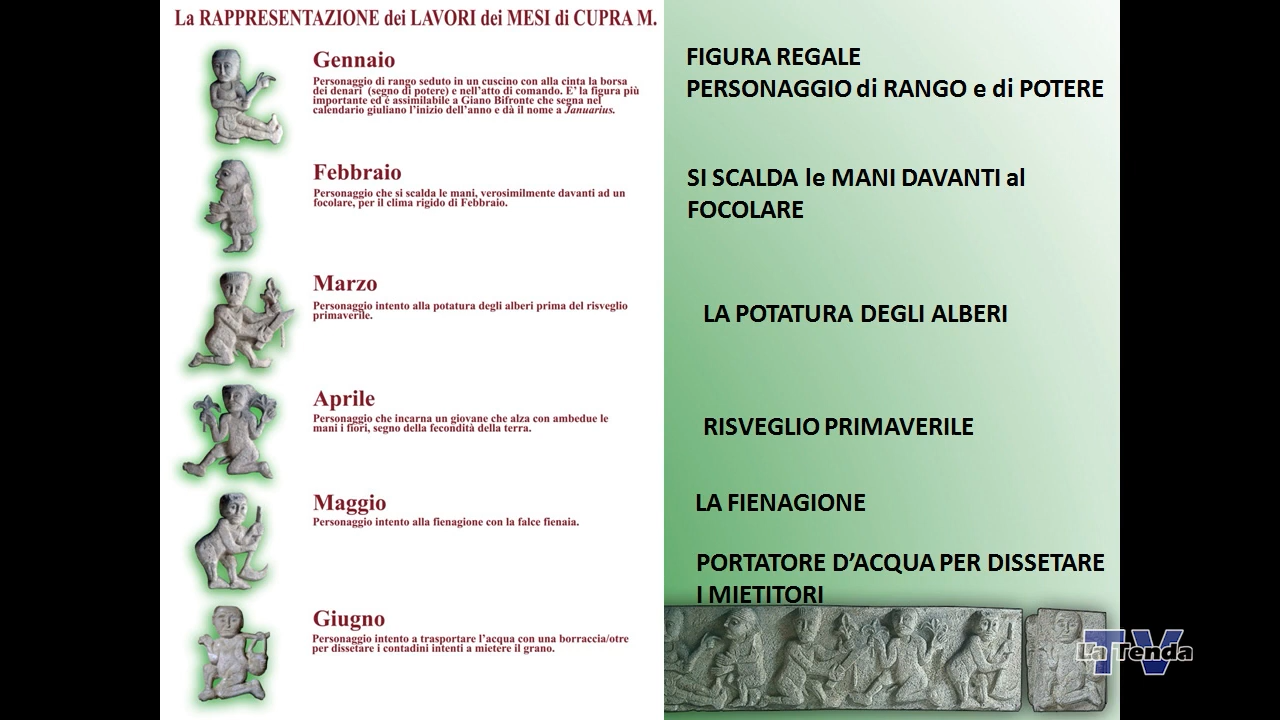 La RAPPRESENTAZIONE dei LAVORI dei MESI di CUPRA M.
Gennaio
Personaggio di rango seduto in un cuscino con alla cinta la borsa
dei denari (segno di potere) e nell'atto di comando. E' la figura più
importante ed è assimilabile a Giano Bifronte che segna nel
calendario giuliano l'inizio dell'anno e dà il nome a Januarius.
Febbraio
Personaggio che si scalda le mani, verosimilmente davanti ad un
focolare, per il clima rigido di Febbraio.
Marzo
Personaggio intento alla potatura degli alberi prima del risveglio
primaverile.
Aprile
Personaggio che incarna un giovane che alza con ambedue le
mani i fiori, segno della fecondità della terra.
Maggio
Personaggio intento alla fienagione con la falce fienaia.
Giugno
Personaggio intento a trasportare l'acqua con una borraccia/otre
per dissetare i contadini intenti a mietere il grano.
FIGURA REGALE
PERSONAGGIO di RANGO e di POTERE
SI SCALDA le MANI DAVANTI al
FOCOLARE
LA POTATURA DEGLI ALBERI
RISVEGLIO PRIMAVERILE
LA FIENAGIONE
PORTATORE D'ACQUA PER DISSETARE
I MIETITORI
TV
La Tenda